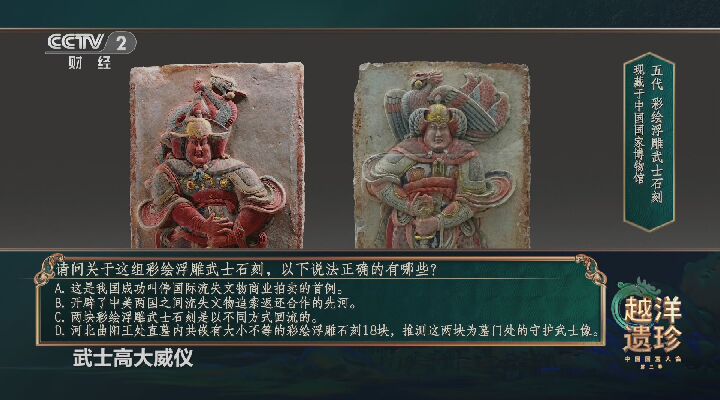 CCTV 2
财经
五代 彩绘浮雕武士石刻
现藏于中国国家博物馆
请问关于这组彩绘浮雕武士石刻，以下说法正确的有哪些？
A. 这是我国成功叫停国际流失文物商业拍卖的首例。
B. 开辟了中美两国之间流失文物追索返还合作的先河。
C. 两块彩绘浮雕武士石刻是以不同方式回流的。
D. 河北曲阳王处直墓内共嵌有大小不等的彩绘浮雕石刻18块，推测这两块为墓门处的守护武士像。
越洋
遗珍
中国国宝大会
第二季
武士高大威仪